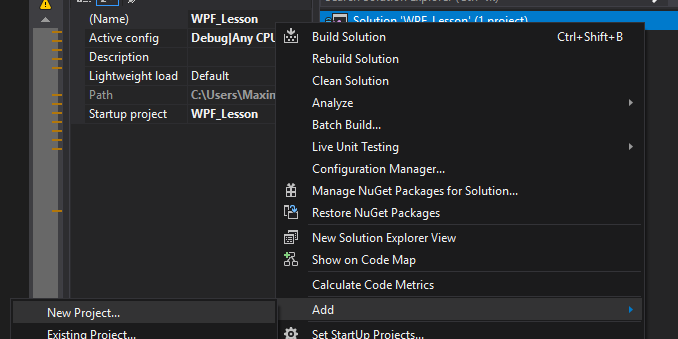 (Name) WPF_Lesson
Active config Debug|Any CPU
Description
Lightweight load Default
Path C:\Users\Maxim
Startup project WPF_Lesson
Solution 'WPF_Lesson' (1 project)
Build Solution Ctrl+Shift+B
Rebuild Solution
Clean Solution
Analyze
Batch Build...
Live Unit Testing
Configuration Manager...
Manage NuGet Packages for Solution...
Restore NuGet Packages
New Solution Explorer View
Show on Code Map
Calculate Code Metrics
Add
New Project...
Existing Project...
Set StartUp Projects...